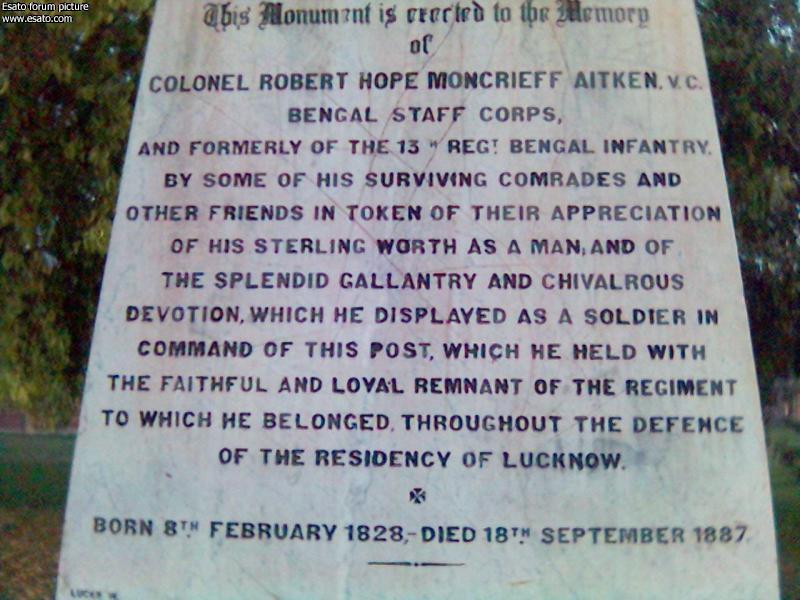 Esato forum picture
www.esato.com
This Monument is erected to the Memory
of
COLONEL ROBERT HOPE MONCRIEFF AITKEN, V.C.
BENGAL STAFF CORPS,
AND FORMERLY OF THE 13TH REGT BENGAL INFANTRY.
BY SOME OF HIS SURVIVING COMRADES AND
OTHER FRIENDS IN TOKEN OF THEIR APPRECIATION
OF HIS STERLING WORTH AS A MAN, AND OF
THE SPLENDID GALLANTRY AND CHIVALROUS
DEVOTION, WHICH HE DISPLAYED AS A SOLDIER IN
COMMAND OF THIS POST, WHICH HE HELD WITH
THE FAITHFUL AND LOYAL REMNANT OF THE REGIMENT
TO WHICH HE BELONGED, THROUGHOUT THE DEFENCE
OF THE RESIDENCY OF LUCKNOW.
BORN 8TH FEBRUARY 1828,-DIED 18TH SEPTEMBER 1887.